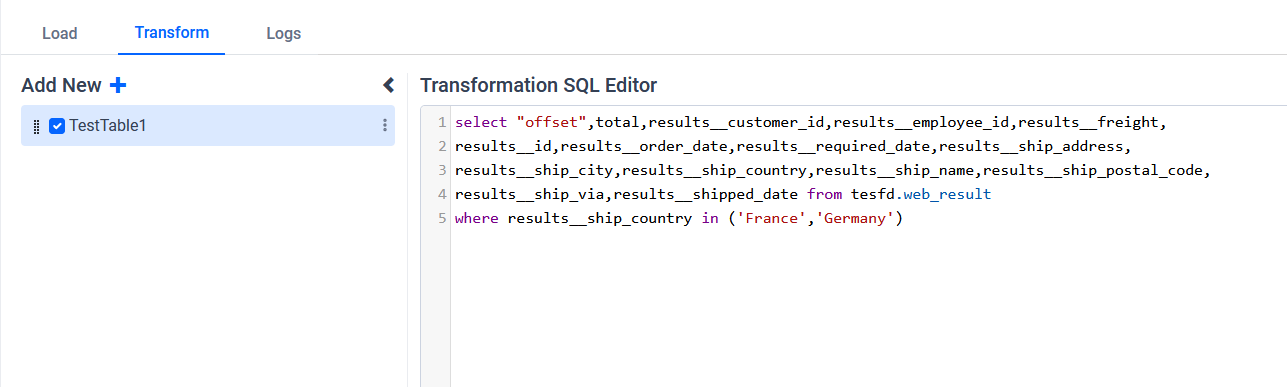 Load Transform Logs
Add New
TestTable1
Transformation SQL Editor
1 select "offset",total,results__customer_id,results__employee_id,results__freight,
2 results__id,results__order_date,results__required_date,results__ship_address,
3 results__ship_city,results__ship_country,results__ship_name,results__ship_postal_code,
4 results__ship_via,results__shipped_date from tesfd.web_result
5 where results__ship_country in ('France','Germany')